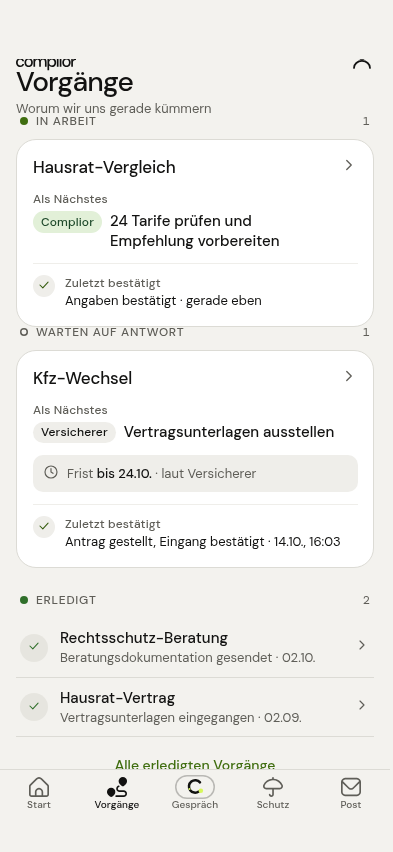 complior
Vorgänge
Worum wir uns gerade kümmern
IN ARBEIT 1
Hausrat-Vergleich
Als Nächstes
Complior 24 Tarife prüfen und
Empfehlung vorbereiten
Zuletzt bestätigt
Angaben bestätigt · gerade eben
WARTEN AUF ANTWORT 1
Kfz-Wechsel
Als Nächstes
Versicherer Vertragsunterlagen ausstellen
Frist bis 24.10. · laut Versicherer
Zuletzt bestätigt
Antrag gestellt, Eingang bestätigt · 14.10., 16:03
ERLEDIGT 2
Rechtsschutz-Beratung
Beratungsdokumentation gesendet · 02.10.
Hausrat-Vertrag
Vertragsunterlagen eingegangen · 02.09.
Alle erledigten Vorgänge
Start Vorgänge Gespräch Schutz Post